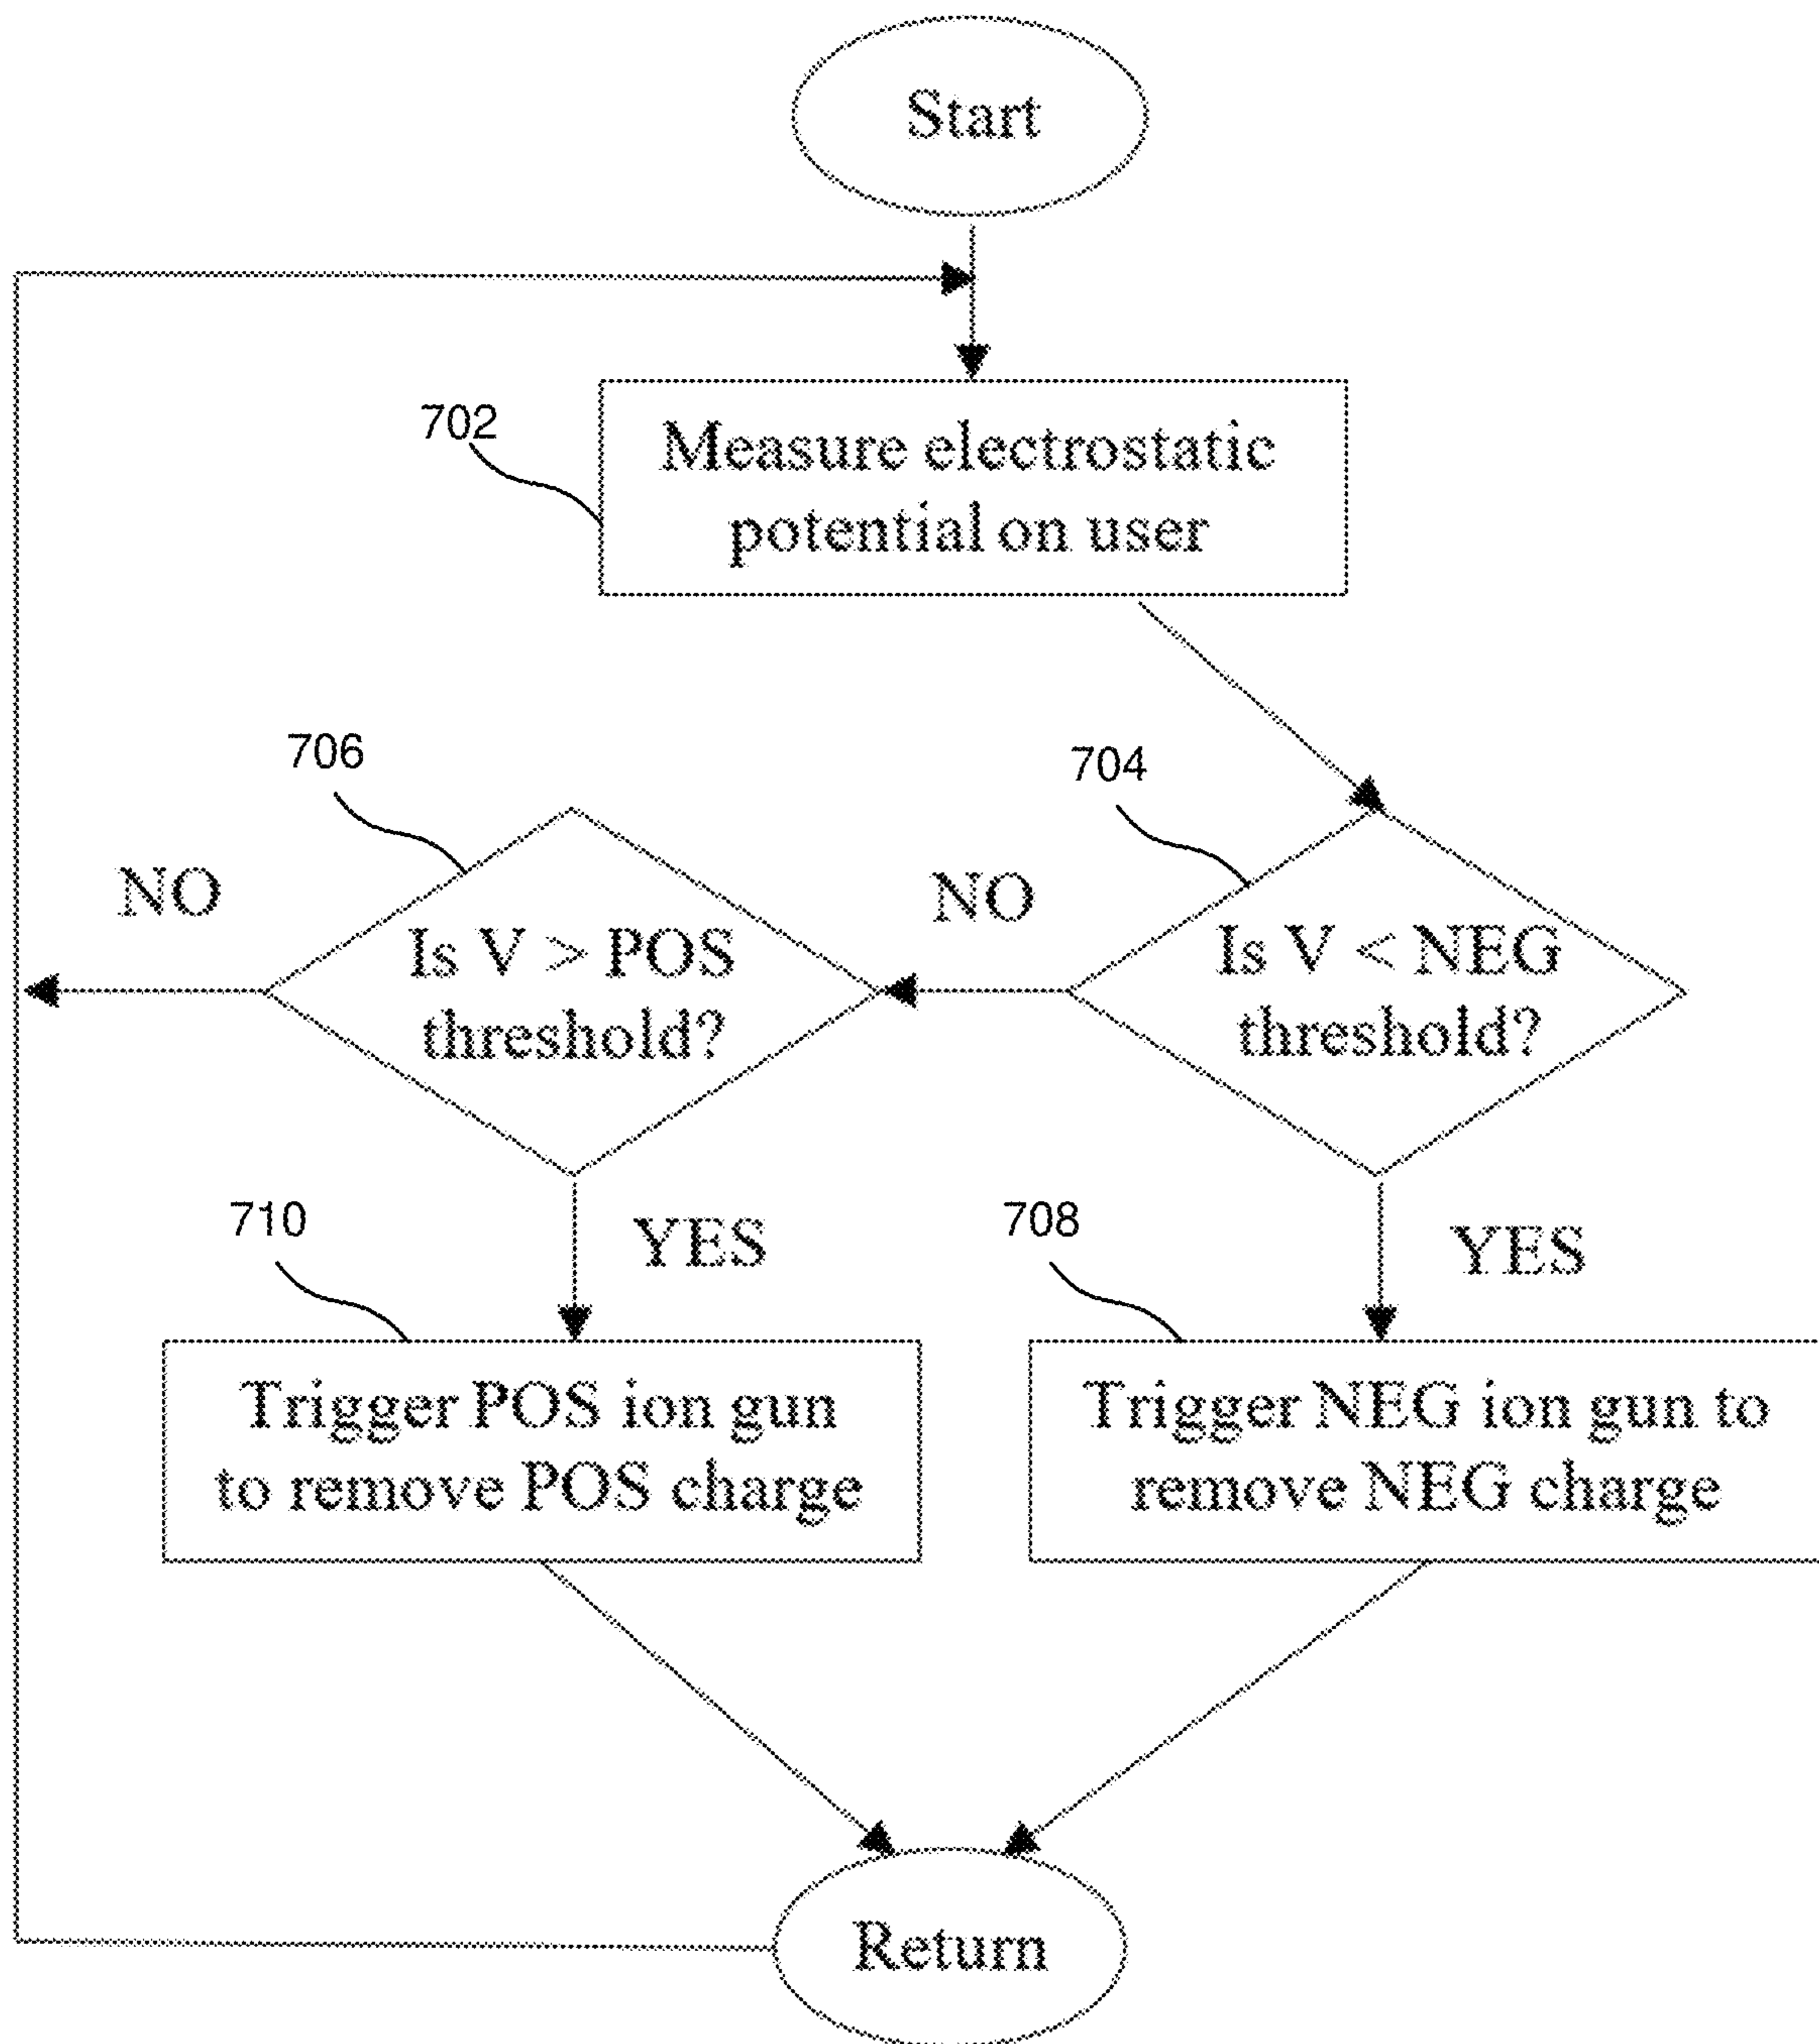 Start
702
Measure electrostatic
potential on user
706
704
NO
NO
Is V > POS
threshold?
Is V < NEG
threshold?
710
YES
708
YES
Trigger POS ion gun
to remove POS charge
Trigger NEG ion gun to
remove NEG charge
Return